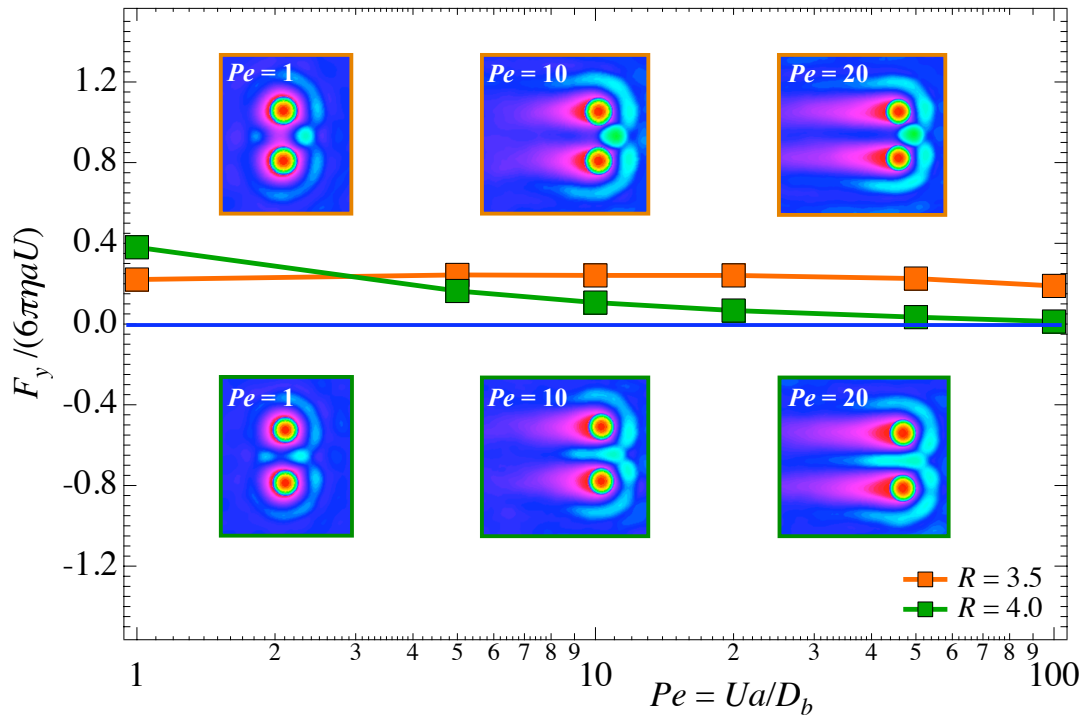 1.2
0.8
0.4
0.0
-0.4
-0.8
-1.2
F_y/(6πηaU)
Pe = 1
Pe = 10
Pe = 20
Pe = 1
Pe = 10
Pe = 20
R = 3.5
R = 4.0
1 2 3 4 5 6 7 8 9 10 2 3 4 5 6 7 8 9 100
Pe = Ua/D_b